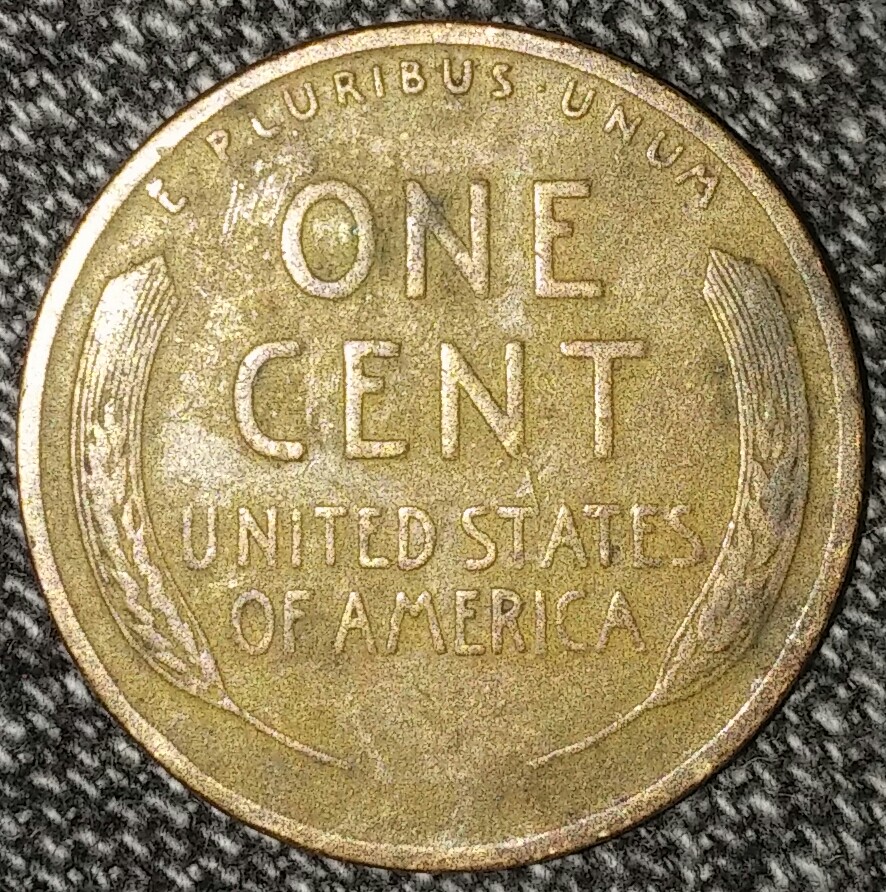 E · PLURIBUS · UNUM
ONE
CENT
UNITED STATES
OF AMERICA